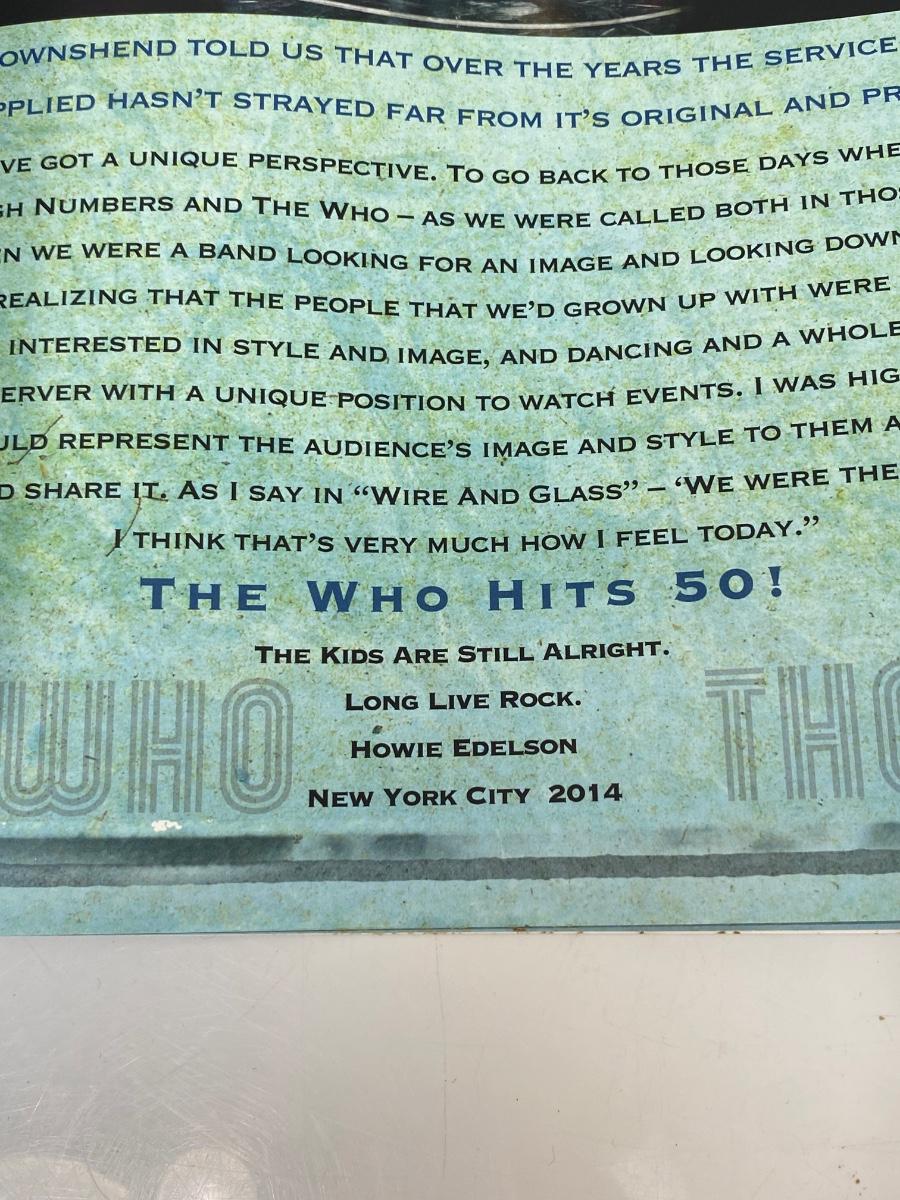 OWNSHEND TOLD US THAT OVER THE YEARS THE SERVICE
PPLIED HASN'T STRAYED FAR FROM IT'S ORIGINAL AND PR
VE GOT A UNIQUE PERSPECTIVE. TO GO BACK TO THOSE DAYS WHE
GH NUMBERS AND THE WHO – AS WE WERE CALLED BOTH IN THOS
N WE WERE A BAND LOOKING FOR AN IMAGE AND LOOKING DOWN
REALIZING THAT THE PEOPLE THAT WE'D GROWN UP WITH WERE
INTERESTED IN STYLE AND IMAGE, AND DANCING AND A WHOLE
ERVER WITH A UNIQUE POSITION TO WATCH EVENTS. I WAS HIG
ULD REPRESENT THE AUDIENCE'S IMAGE AND STYLE TO THEM A
D SHARE IT. AS I SAY IN “WIRE AND GLASS” – ‘WE WERE THE
I THINK THAT'S VERY MUCH HOW I FEEL TODAY.”
THE WHO HITS 50!
THE KIDS ARE STILL ALRIGHT.
LONG LIVE ROCK.
HOWIE EDELSON
NEW YORK CITY 2014
WHO THO